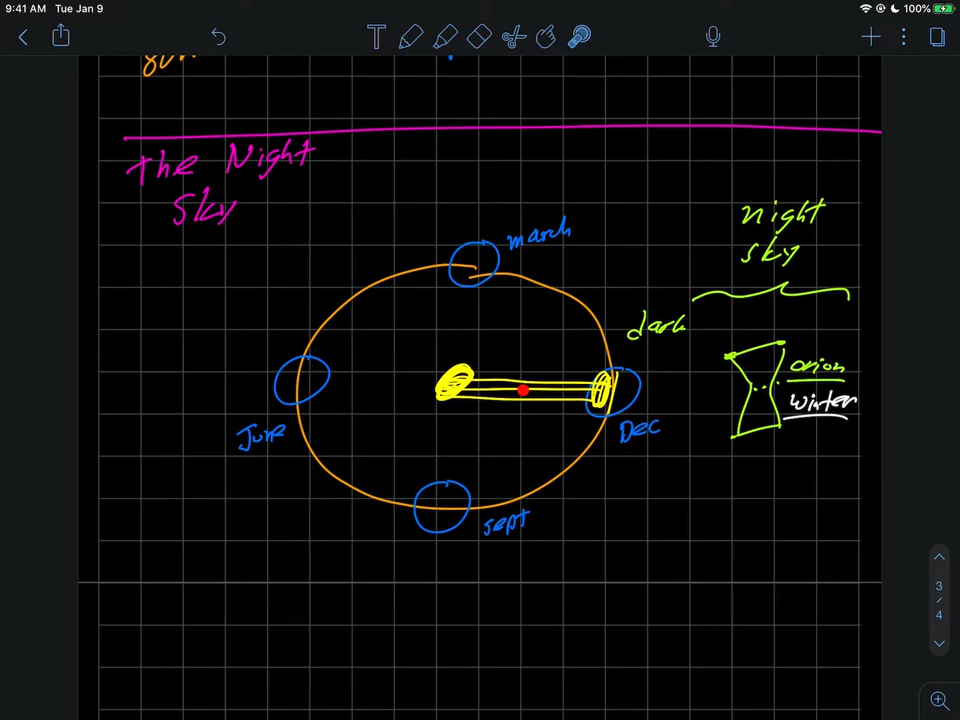 9:41 AM Tue Jan 9
100%
The Night
Sky
march
night
sky
dark
orion
winter
June
Dec
sept
3
/
4